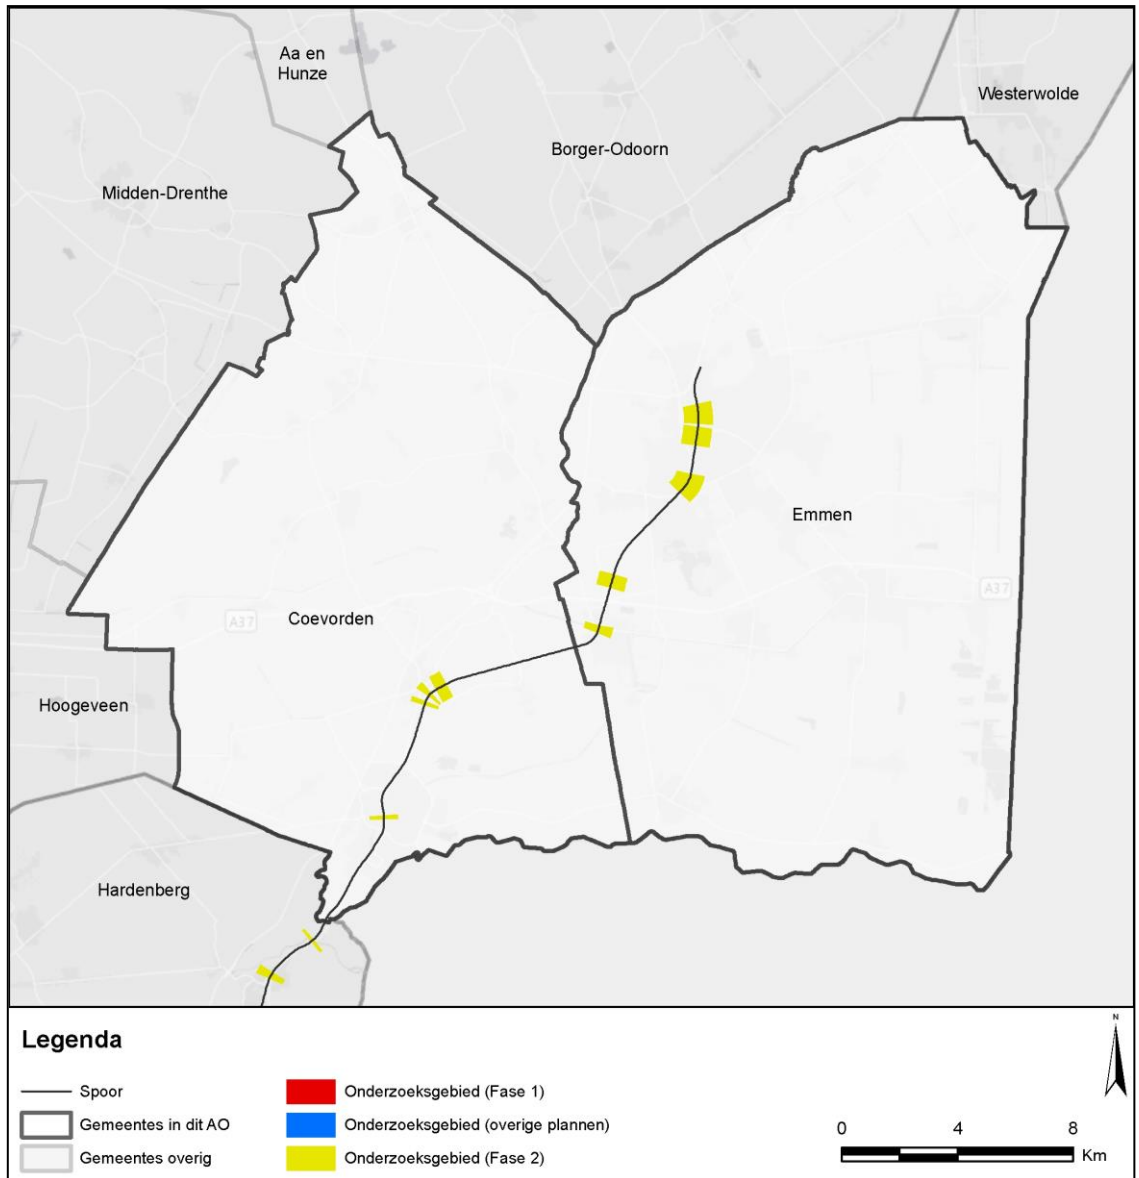 Aa en
Hunze
Westerwolde
Borger-Odoorn
Midden-Drenthe
Emmen
A37
A37
Coevorden
Hoogeveen
Hardenberg
Legenda
Spoor
Gemeentes in dit AO
Gemeentes overig
Onderzoeksgebied (Fase 1)
Onderzoeksgebied (overige plannen)
Onderzoeksgebied (Fase 2)
N
0 4 8
Km